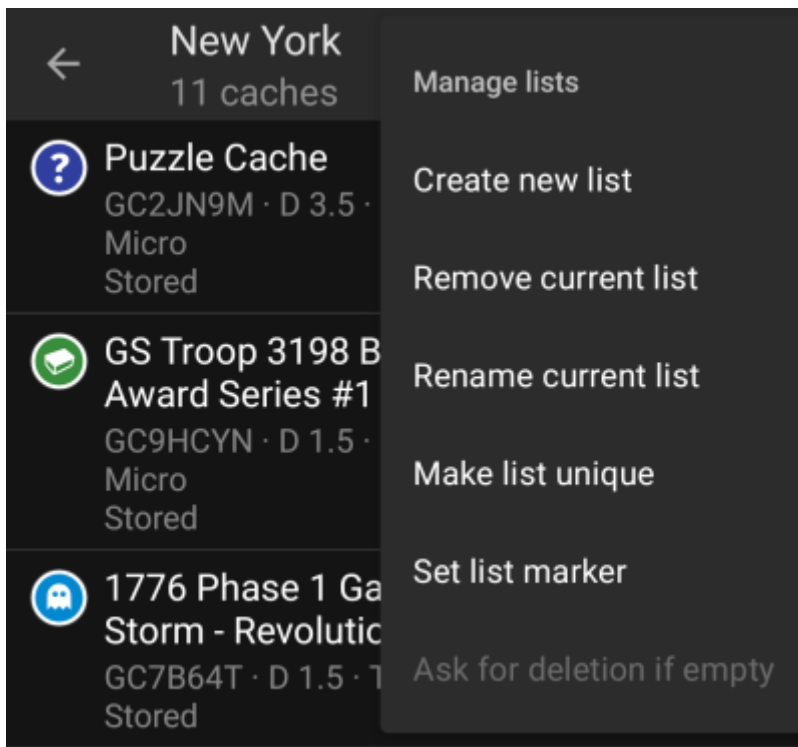 New York
11 caches
Puzzle Cache
GC2JN9M · D 3.5 ·
Micro
Stored
GS Troop 3198 B
Award Series #1
GC9HCYN · D 1.5 ·
Micro
Stored
1776 Phase 1 Ga
Storm - Revolutio
GC7B64T · D 1.5 · T
Stored
Manage lists
Create new list
Remove current list
Rename current list
Make list unique
Set list marker
Ask for deletion if empty